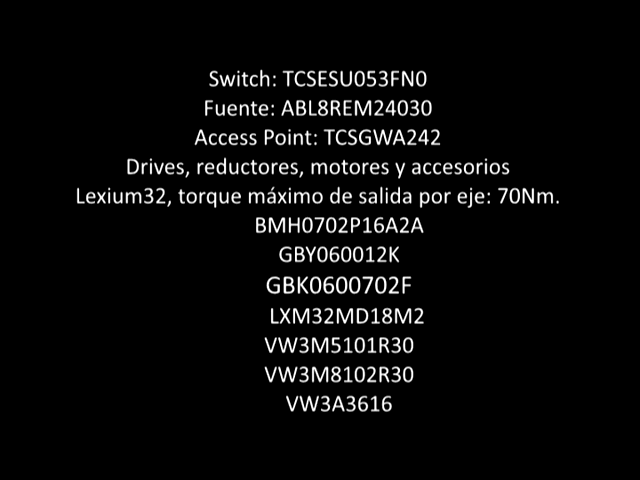 Switch: TCSESU053FN0
Fuente: ABL8REM24030
Access Point: TCSGWA242
Drives, reductores, motores y accesorios
Lexium32, torque máximo de salida por eje: 70Nm.
BMH0702P16A2A
GBY060012K
GBK0600702F
LXM32MD18M2
VW3M5101R30
VW3M8102R30
VW3A3616